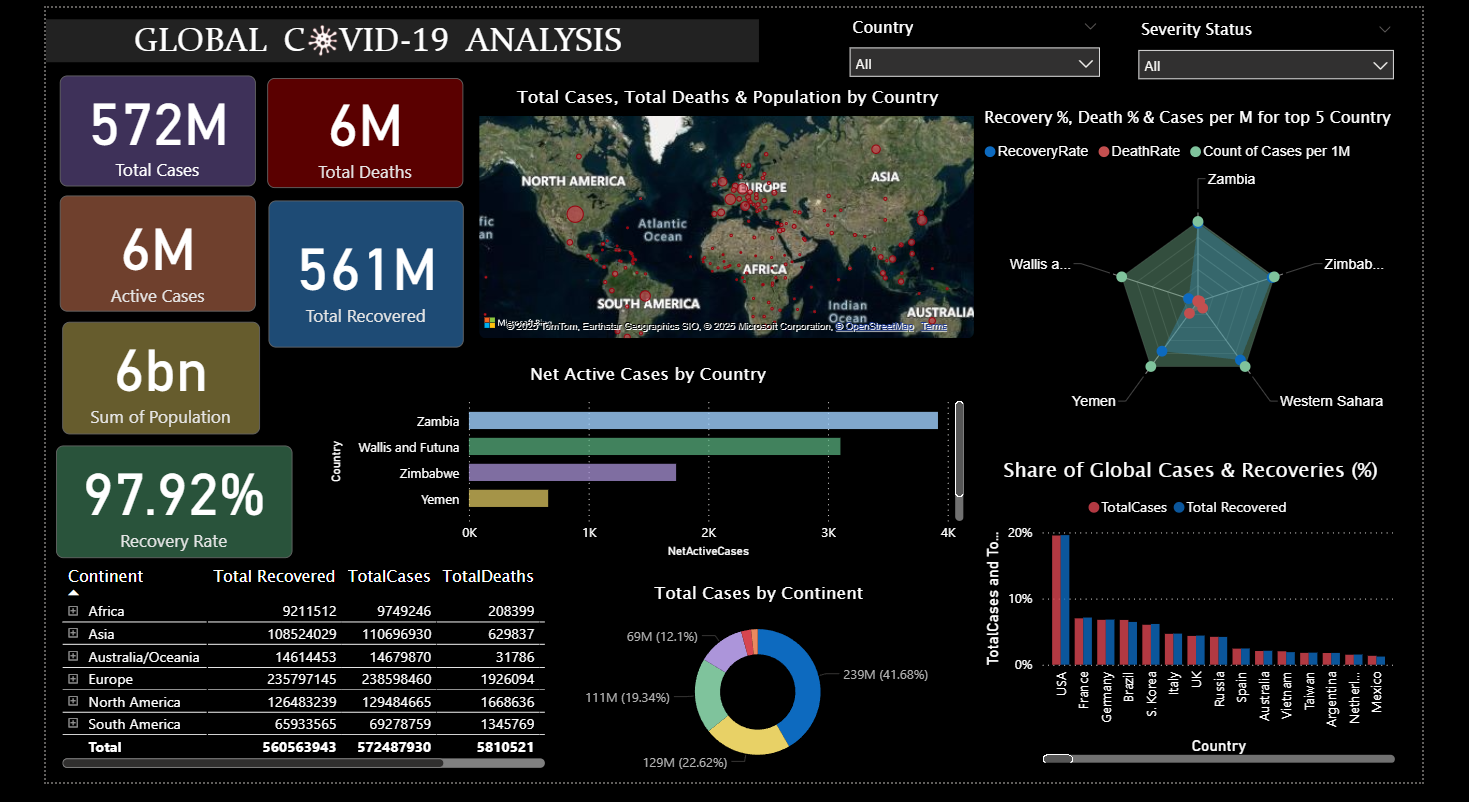 GLOBAL COVID-19 ANALYSIS
Country
All
Severity Status
All
572M
Total Cases
6M
Total Deaths
6M
Active Cases
561M
Total Recovered
6bn
Sum of Population
97.92%
Recovery Rate
Total Cases, Total Deaths & Population by Country
NORTH AMERICA
EUROPE
ASIA
fic
an
Atlantic
Ocean
AFRICA
SOUTH AMERICA
Indian
Ocean
AUSTRALIA
© 2025 TomTom, Earthstar Geographics SIO, © 2025 Microsoft Corporation, © OpenStreetMap Terms
Recovery %, Death % & Cases per M for top 5 Country
RecoveryRate DeathRate Count of Cases per 1M
Zambia
Wallis a...
Zimbab...
Yemen
Western Sahara
Net Active Cases by Country
Country
Zambia
Wallis and Futuna
Zimbabwe
Yemen
0K 1K 2K 3K 4K
NetActiveCases
Continent Total Recovered TotalCases TotalDeaths
Africa 9211512 9749246 208399
Asia 108524029 110696930 629837
Australia/Oceania 14614453 14679870 31786
Europe 235797145 238598460 1926094
North America 126483239 129484665 1668636
South America 65933565 69278759 1345769
Total 560563943 572487930 5810521
Total Cases by Continent
69M (12.1%)
239M (41.68%)
111M (19.34%)
129M (22.62%)
Share of Global Cases & Recoveries (%)
TotalCases Total Recovered
TotalCases and To...
20%
10%
0%
USA
France
Germany
Brazil
S. Korea
Italy
UK
Russia
Spain
Australia
Vietnam
Taiwan
Argentina
Netherl...
Mexico
Country